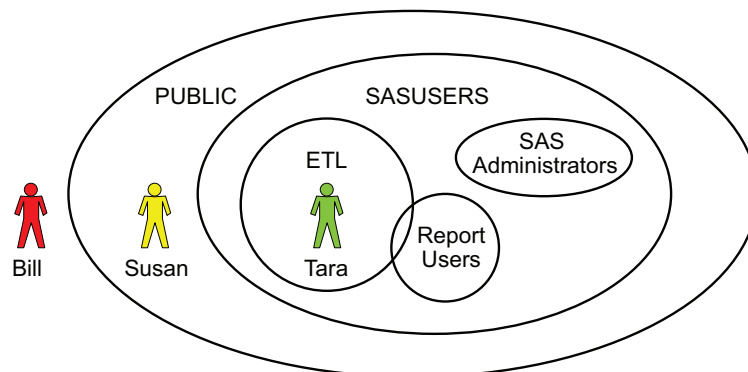 PUBLIC
SASUSERS
ETL
SAS
Administrators
Report
Users
Bill
Susan
Tara